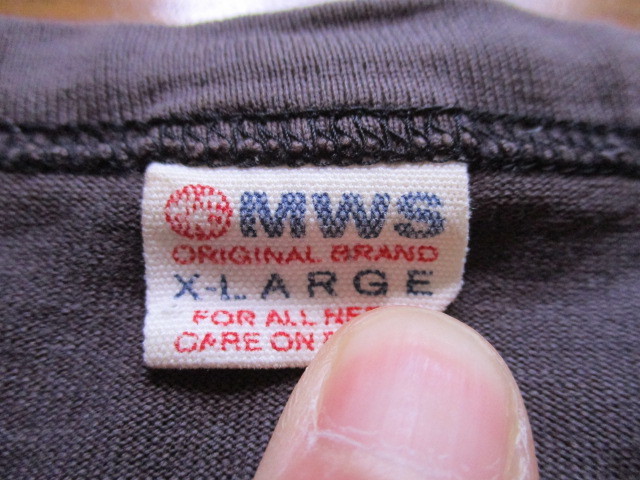 MWS
ORIGINAL BRAND
X-LARGE
FOR ALL
CARE ON